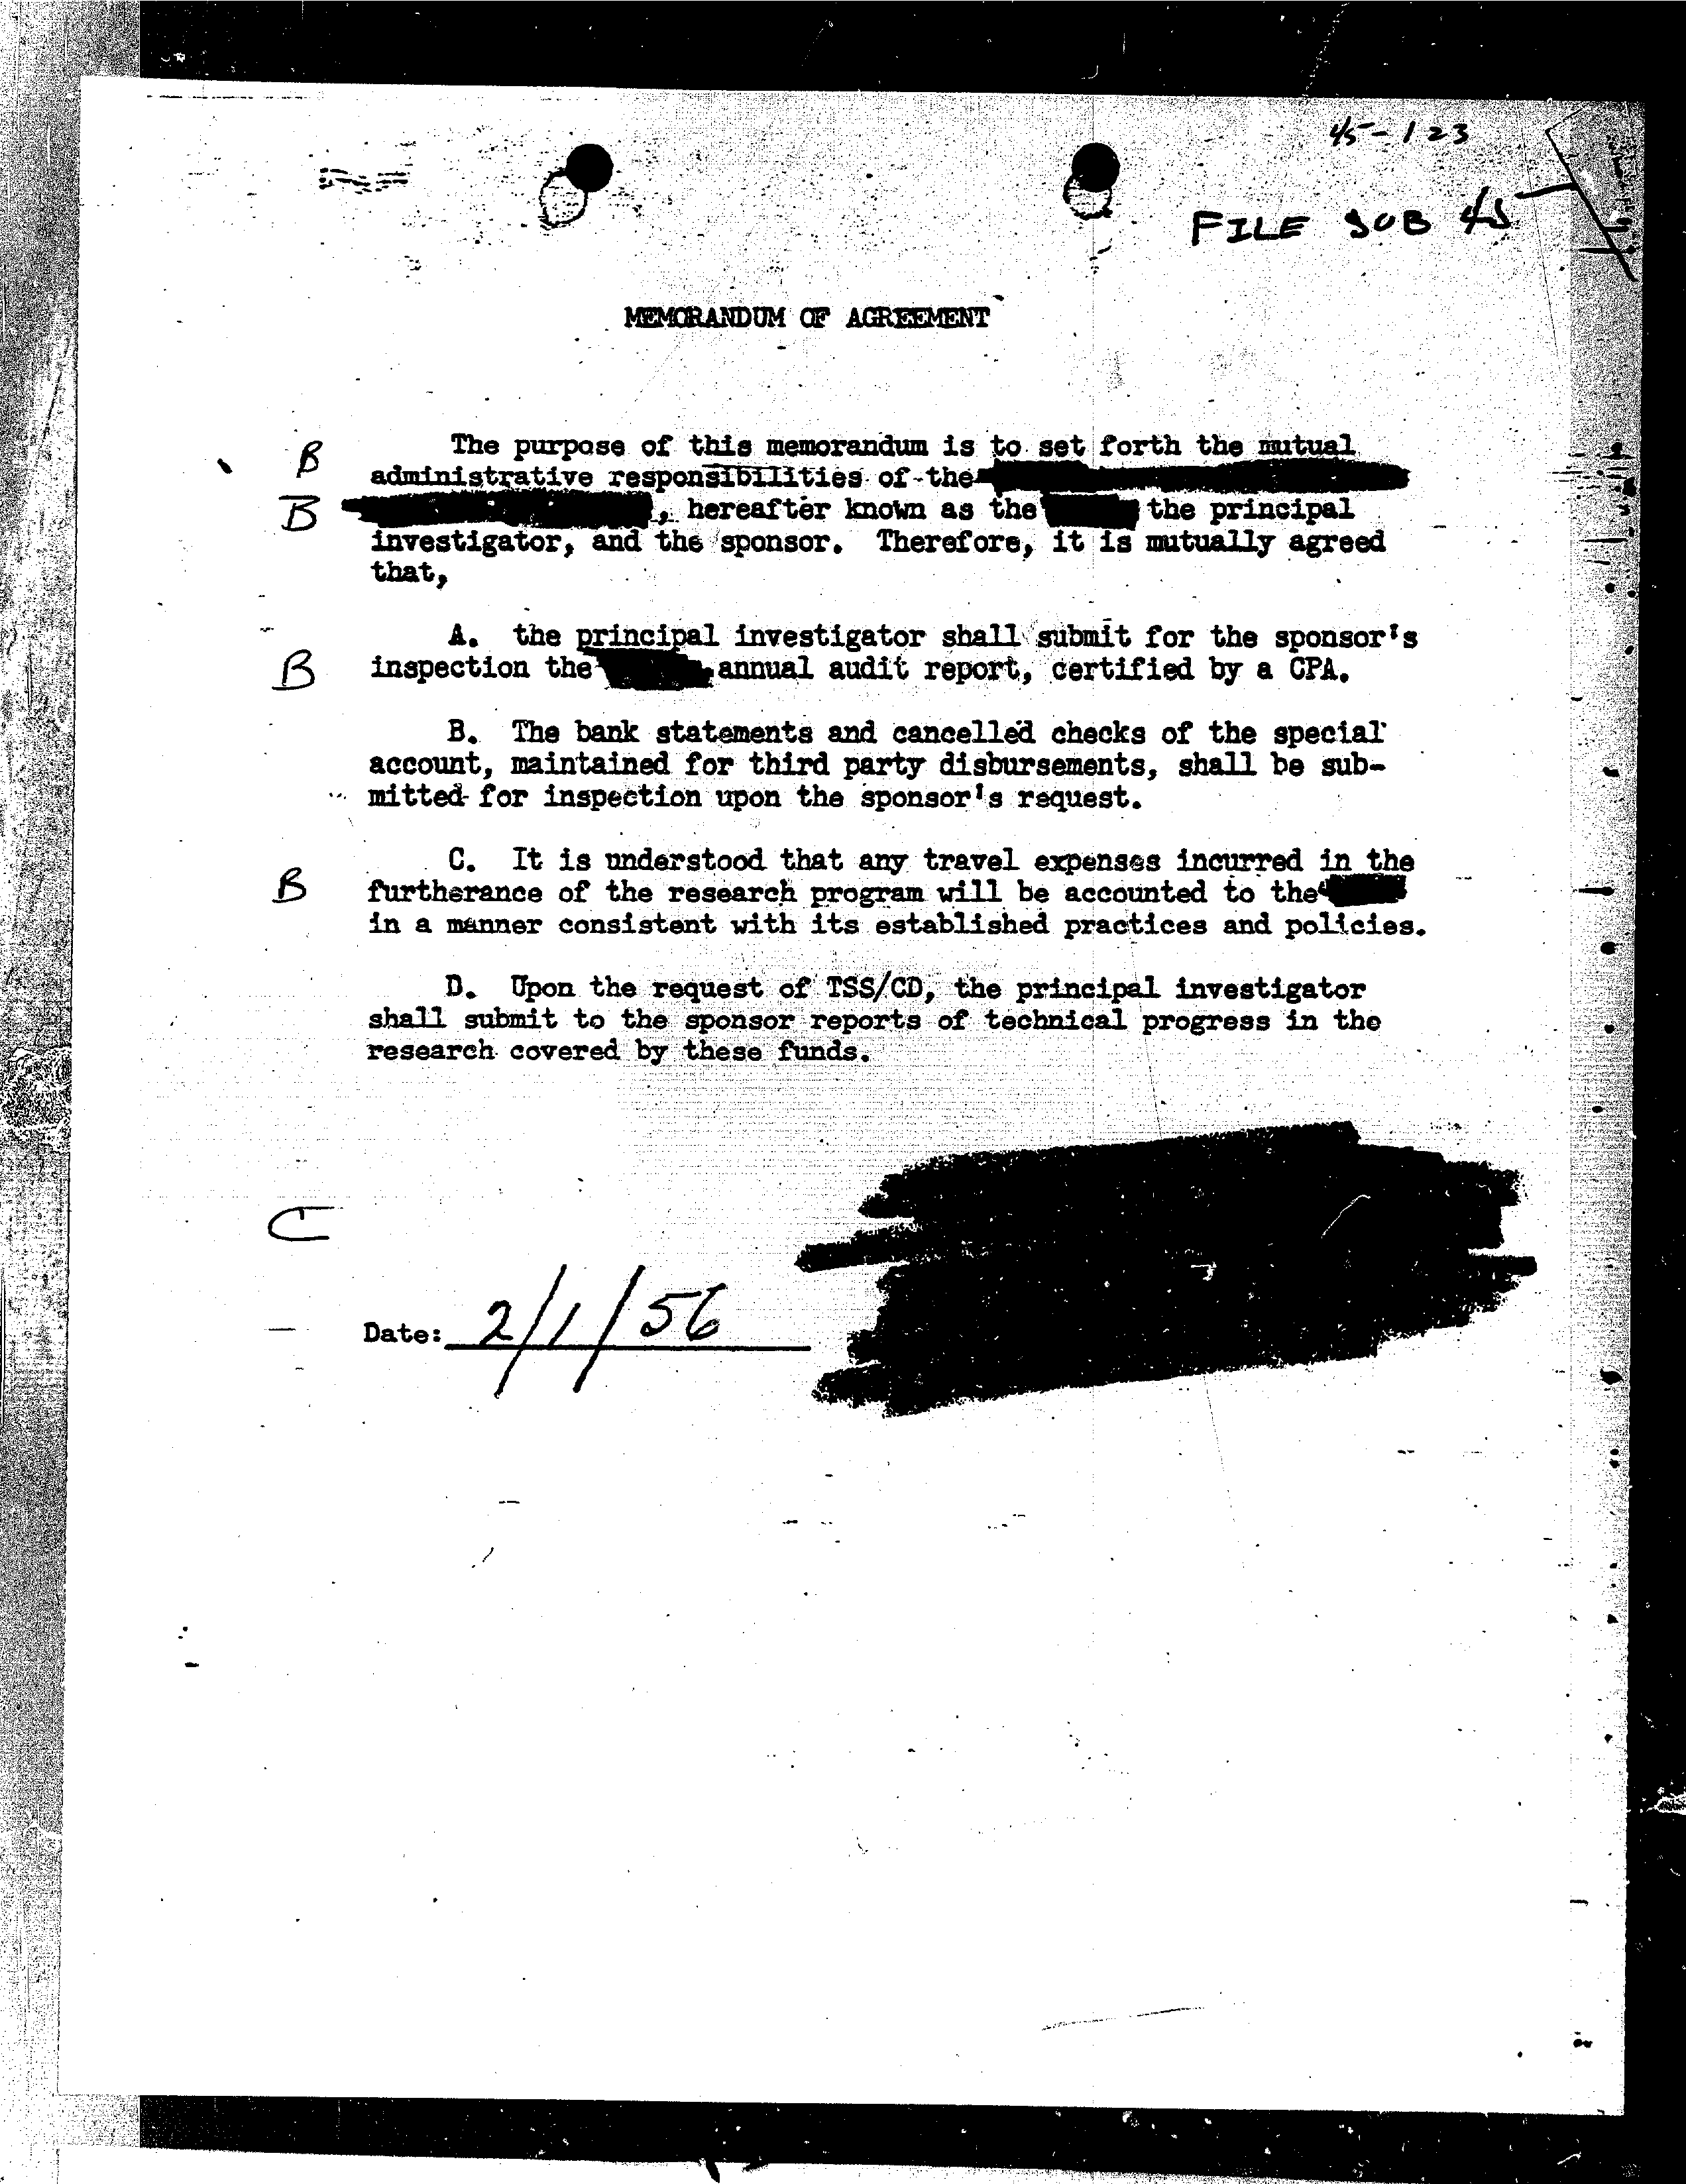 45-123
FILE SUB 45
MEMORANDUM OF AGREEMENT
B The purpose of this memorandum is to set forth the mutual
administrative responsibilities of the
B , hereafter known as the the principal
investigator, and the sponsor. Therefore, it is mutually agreed
that,
A. the principal investigator shall submit for the sponsor's
B inspection the annual audit report, certified by a CPA.
B. The bank statements and cancelled checks of the special
account, maintained for third party disbursements, shall be sub-
mitted for inspection upon the sponsor's request.
C. It is understood that any travel expenses incurred in the
B furtherance of the research program will be accounted to the
in a manner consistent with its established practices and policies.
D. Upon the request of TSS/CD, the principal investigator
shall submit to the sponsor reports of technical progress in the
research covered by these funds.
C
Date: 2/1/56